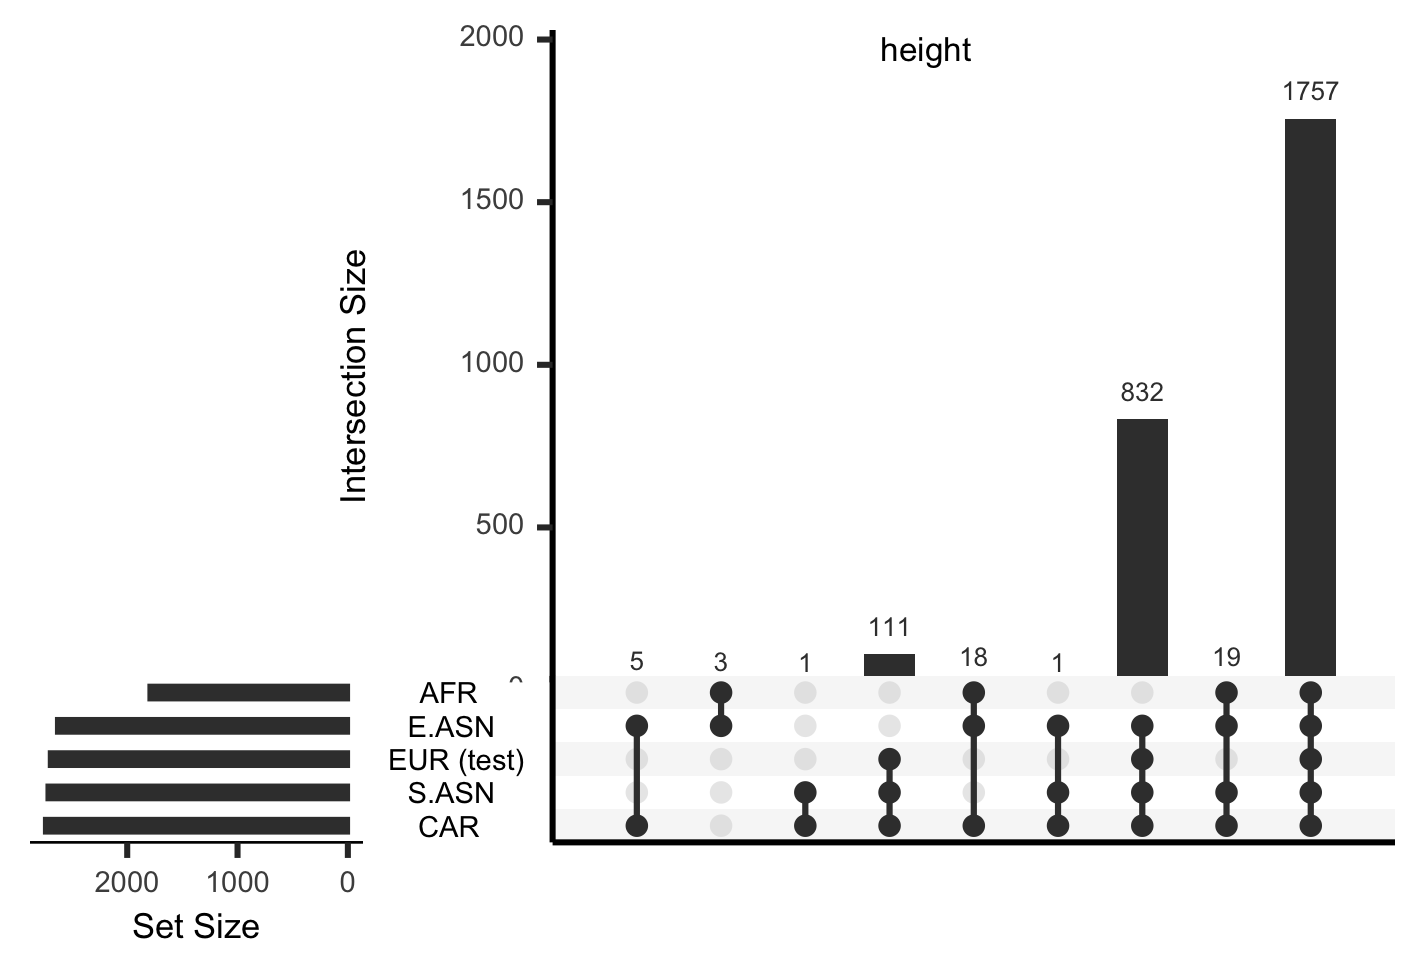 height
2000
1500
1000
500
0
Intersection Size
5 3 1 111 18 1 832 19 1757
AFR
E.ASN
EUR (test)
S.ASN
CAR
2000 1000 0
Set Size